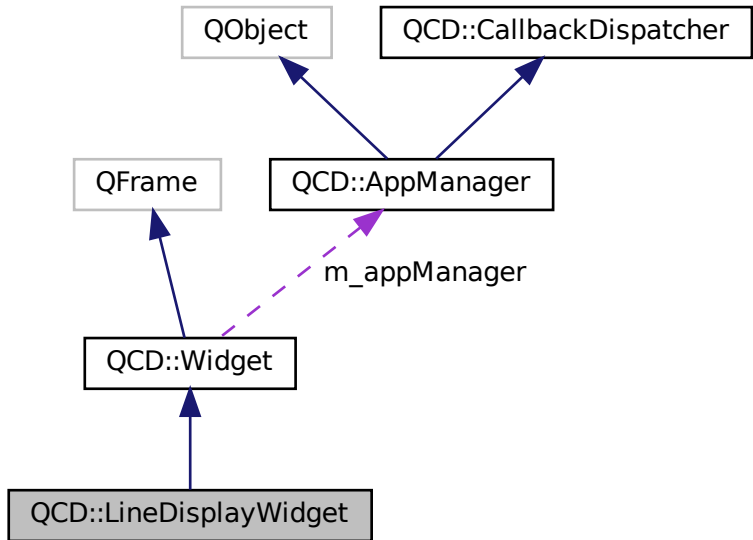 QObject
QCD::CallbackDispatcher
QFrame
QCD::AppManager
m_appManager
QCD::Widget
QCD::LineDisplayWidget